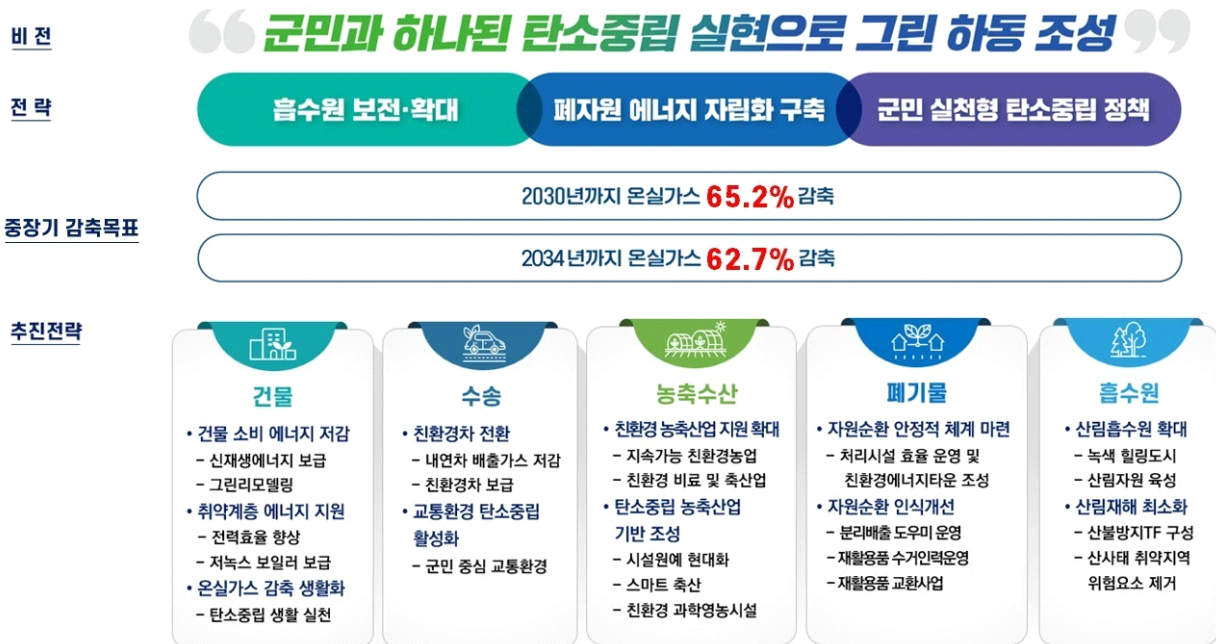 비 전
군민과 하나된 탄소중립 실현으로 그린 하동 조성
전 략
흡수원 보전·확대
폐자원 에너지 자립화 구축
군민 실천형 탄소중립 정책
중장기 감축목표
2030년까지 온실가스 65.2% 감축
2034년까지 온실가스 62.7% 감축
추진전략
건물
• 건물 소비 에너지 저감
– 신재생에너지 보급
– 그린리모델링
• 취약계층 에너지 지원
– 전력효율 향상
– 저녹스 보일러 보급
• 온실가스 감축 생활화
– 탄소중립 생활 실천
수송
• 친환경차 전환
– 내연차 배출가스 저감
– 친환경차 보급
• 교통환경 탄소중립
활성화
– 군민 중심 교통환경
농축수산
• 친환경 농축산업 지원 확대
– 지속가능 친환경농업
– 친환경 비료 및 축산업
• 탄소중립 농축산업
기반 조성
– 시설원예 현대화
– 스마트 축산
– 친환경 과학영농시설
폐기물
• 자원순환 안정적 체계 마련
– 처리시설 효율 운영 및
친환경에너지타운 조성
• 자원순환 인식개선
– 분리배출 도우미 운영
– 재활용품 수거인력운영
– 재활용품 교환사업
흡수원
• 산림흡수원 확대
– 녹색 힐링도시
– 산림자원 육성
• 산림재해 최소화
– 산불방지TF 구성
– 산사태 취약지역
위험요소 제거